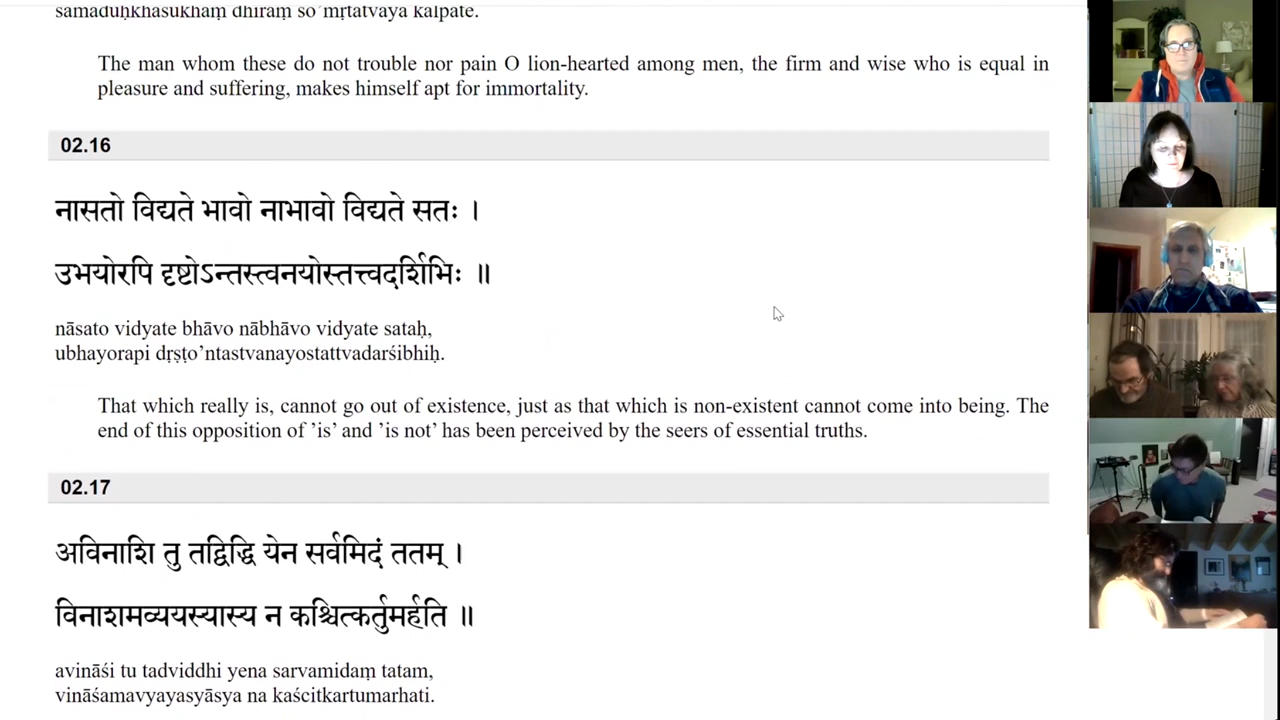 samaduḥkhasukhaṃ dhīraṃ so'mṛtatvāya kalpate.
The man whom these do not trouble nor pain O lion-hearted among men, the firm and wise who is equal in
pleasure and suffering, makes himself apt for immortality.
02.16
नासतो विद्यते भावो नाभावो विद्यते सतः ।
उभयोरपि दृष्टोऽन्तस्त्वनयोस्तत्त्वदर्शिभिः ॥
nāsato vidyate bhāvo nābhāvo vidyate sataḥ,
ubhayorapi dṛṣṭo’ntastvanayostattvadarśibhiḥ.
That which really is, cannot go out of existence, just as that which is non-existent cannot come into being. The
end of this opposition of ’is’ and ’is not’ has been perceived by the seers of essential truths.
02.17
अविनाशि तु तद्विद्धि येन सर्वमिदं ततम् ।
विनाशमव्ययस्यास्य न कश्चित्कर्तुमर्हति ॥
avināśi tu tadviddhi yena sarvamidaṃ tatam,
vināśamavyayasyāsya na kaścitkartumarhati.